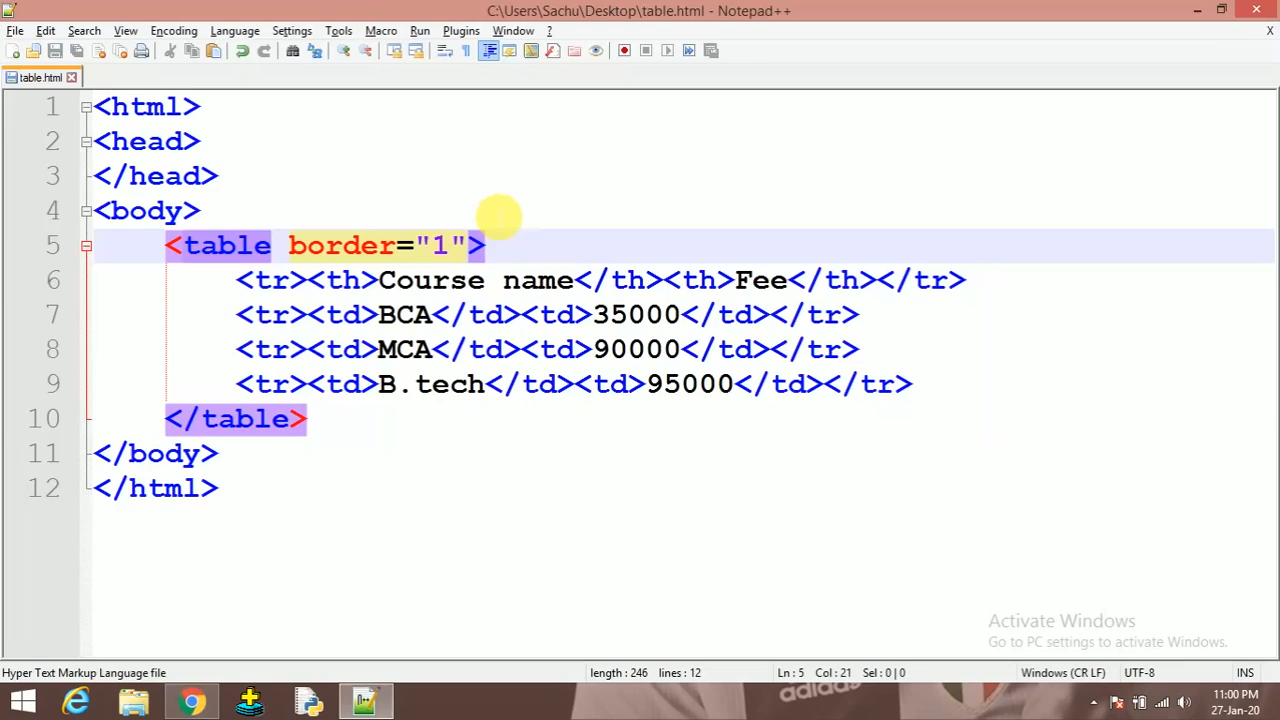 C:\Users\Sachu\Desktop\table.html - Notepad++
File Edit Search View Encoding Language Settings Tools Macro Run Plugins Window ? X
table.html
1 <html>
2 <head>
3 </head>
4 <body>
5 <table border="1">
6 <tr><th>Course name</th><th>Fee</th></tr>
7 <tr><td>BCA</td><td>35000</td></tr>
8 <tr><td>MCA</td><td>90000</td></tr>
9 <tr><td>B.tech</td><td>95000</td></tr>
10 </table>
11 </body>
12 </html>
Activate Windows
Go to PC settings to activate Windows.
Hyper Text Markup Language file length : 246 lines : 12 Ln : 5 Col : 21 Sel : 0 | 0 Windows (CR LF) UTF-8 INS
adidas
11:00 PM
27-Jan-20